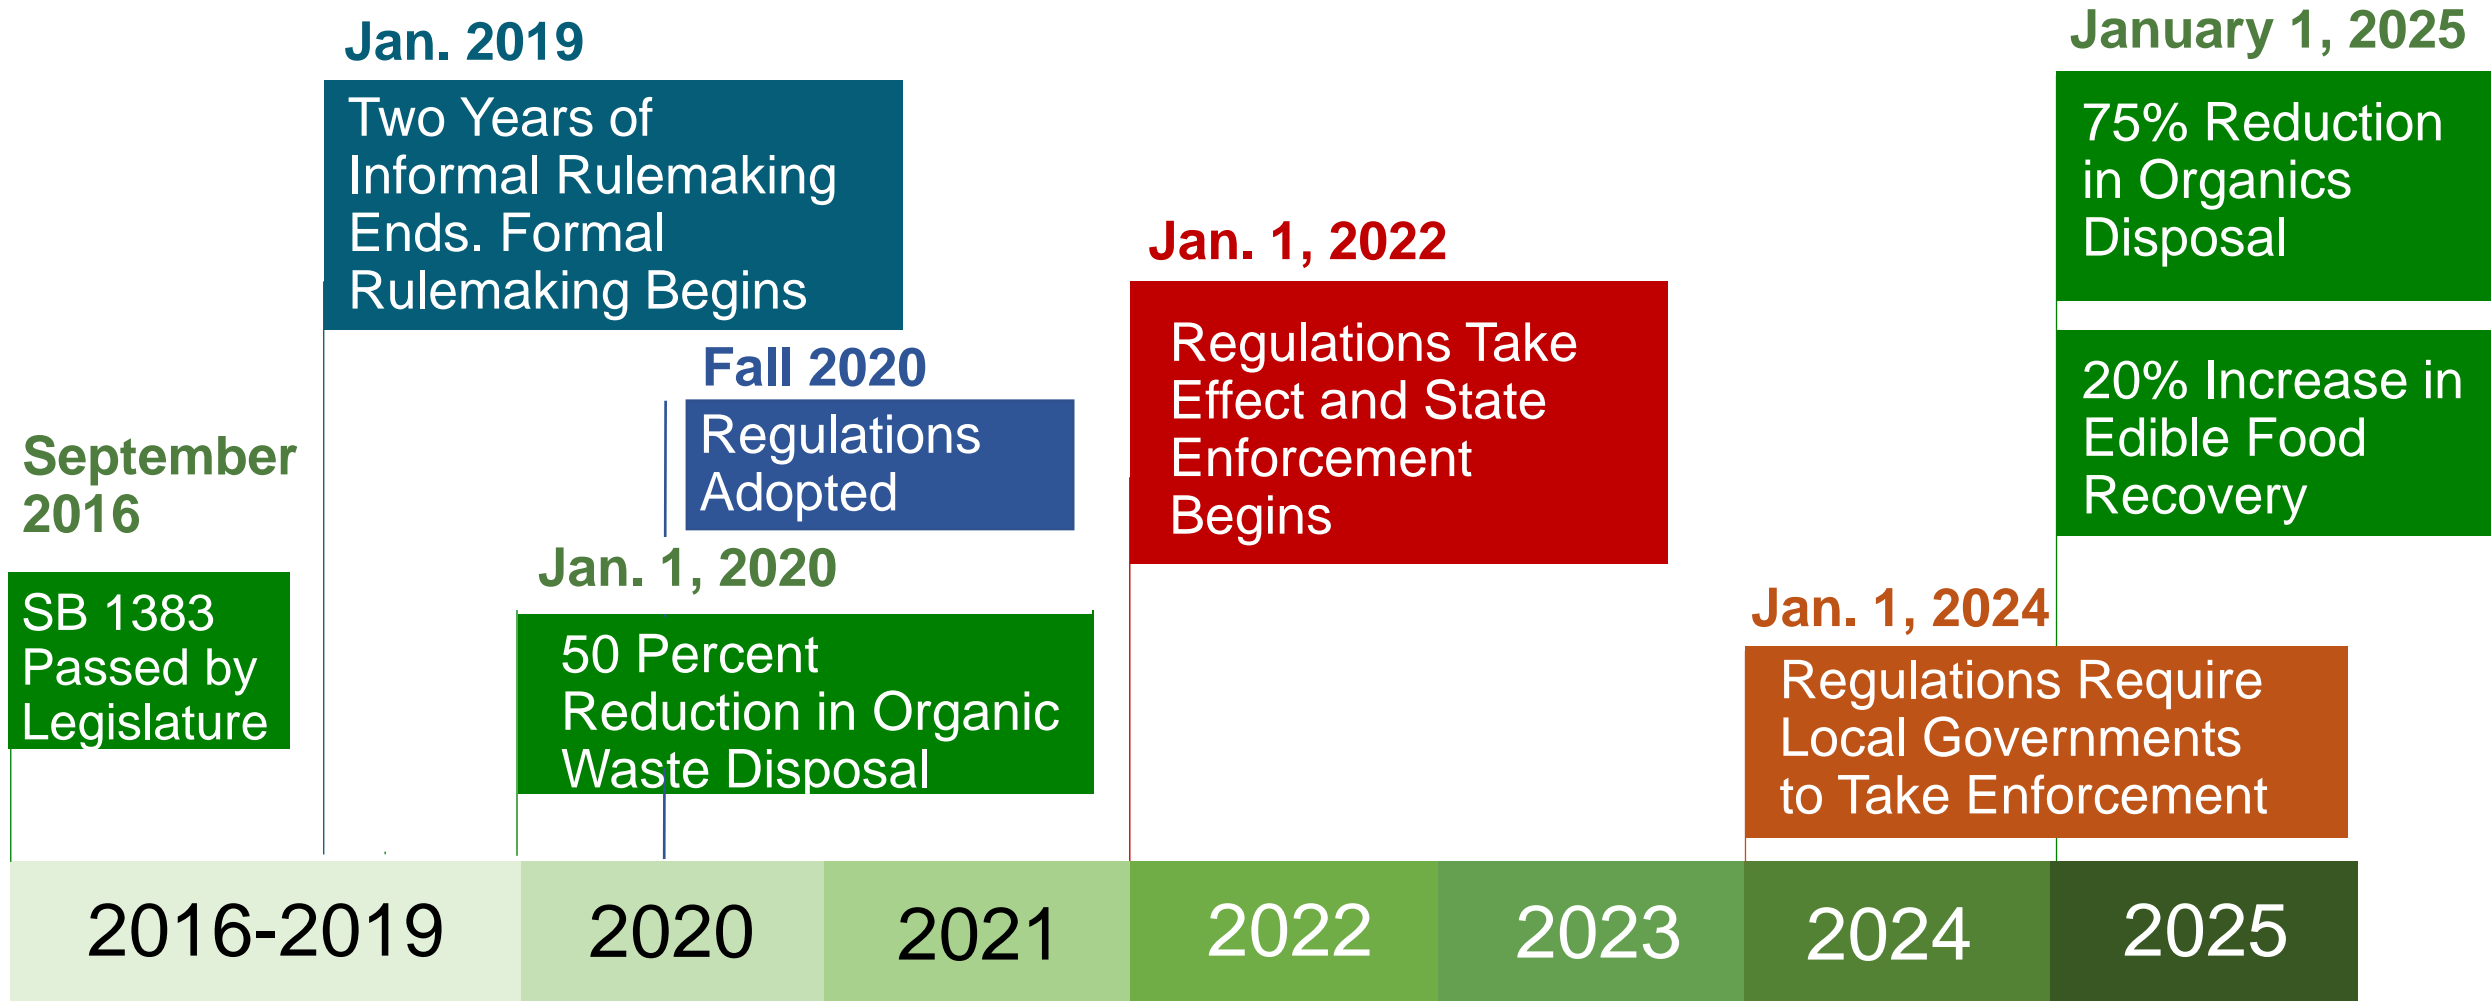 September
2016
SB 1383
Passed by
Legislature
Jan. 2019
Two Years of
Informal Rulemaking
Ends. Formal
Rulemaking Begins
Jan. 1, 2020
50 Percent
Reduction in Organic
Waste Disposal
Fall 2020
Regulations
Adopted
Jan. 1, 2022
Regulations Take
Effect and State
Enforcement
Begins
Jan. 1, 2024
Regulations Require
Local Governments
to Take Enforcement
January 1, 2025
75% Reduction
in Organics
Disposal
20% Increase in
Edible Food
Recovery
2016-2019
2020
2021
2022
2023
2024
2025